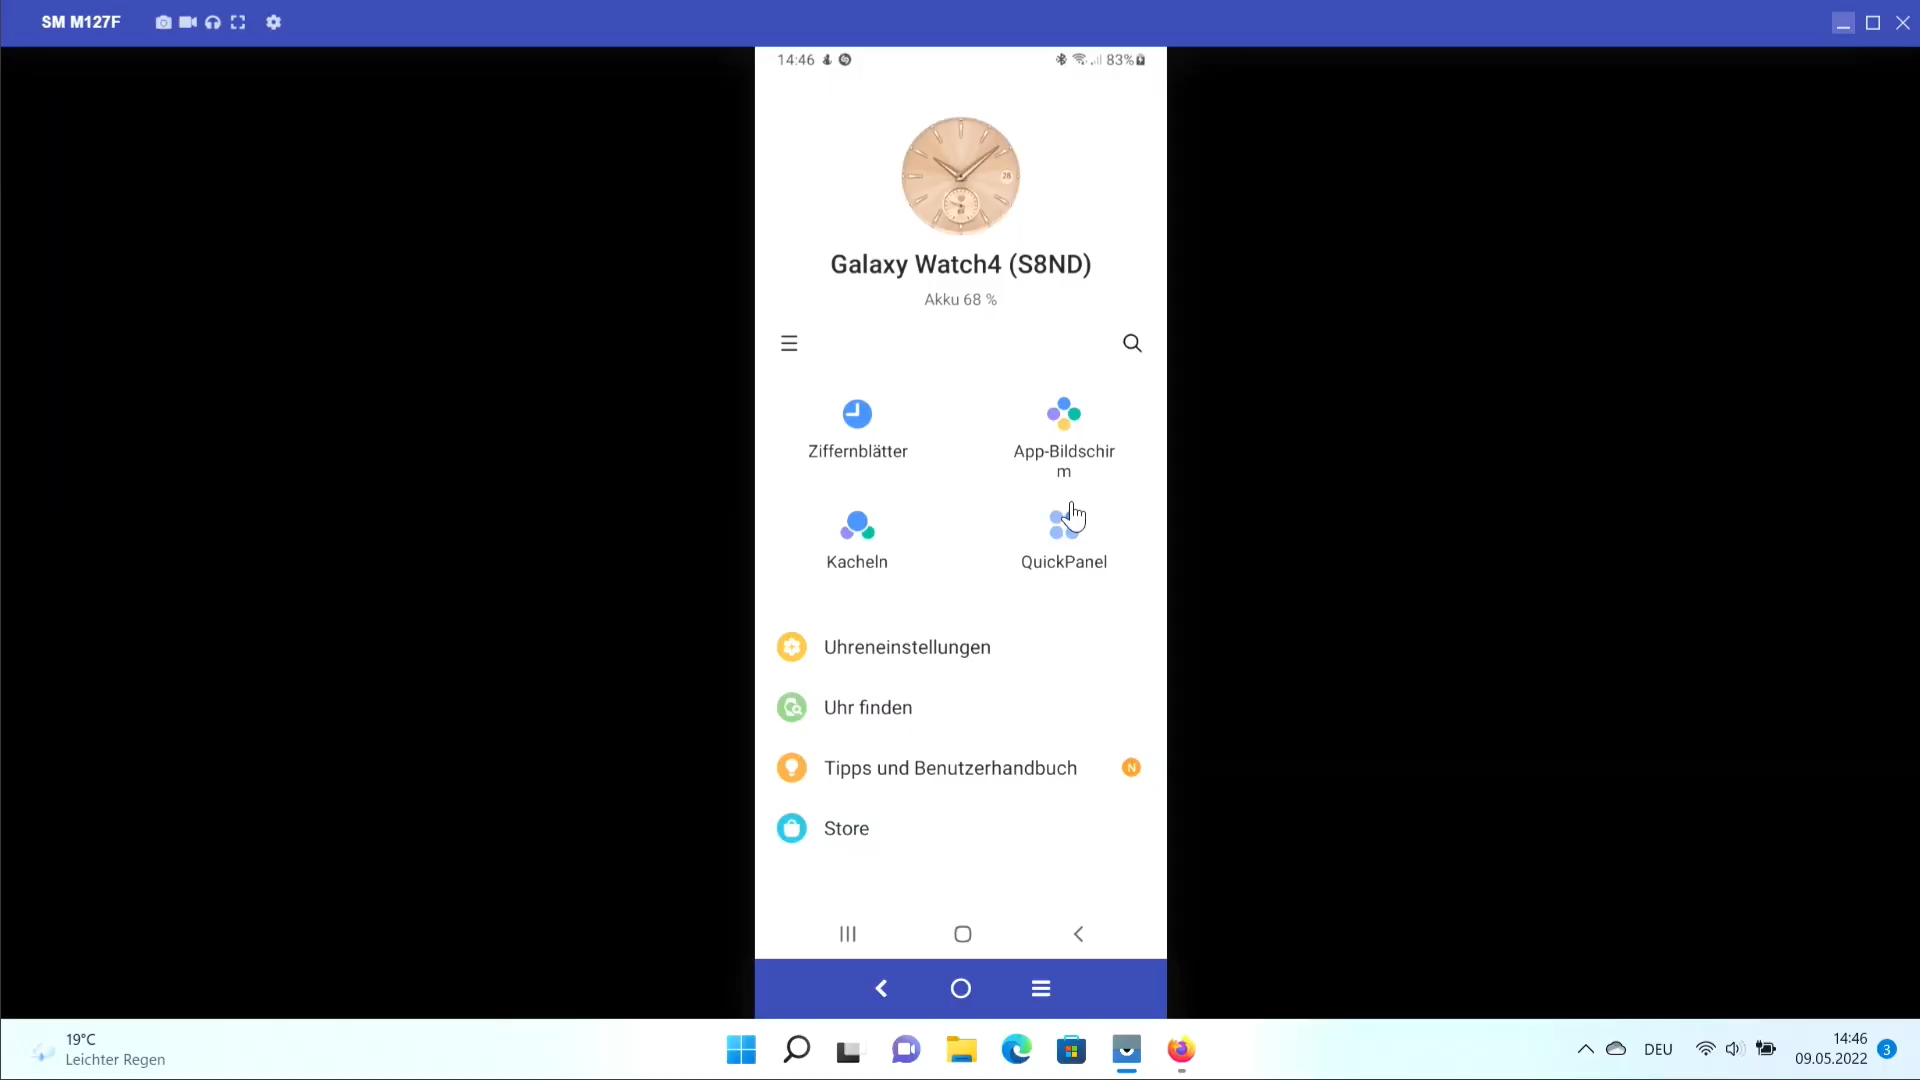 SM M127F
14:46
83%
28
Galaxy Watch4 (S8ND)
Akku 68 %
Ziffernblätter
App-Bildschir
m
Kacheln
QuickPanel
Uhreneinstellungen
Uhr finden
Tipps und Benutzerhandbuch
N
Store
19°C
Leichter Regen
DEU
14:46
09.05.2022
3